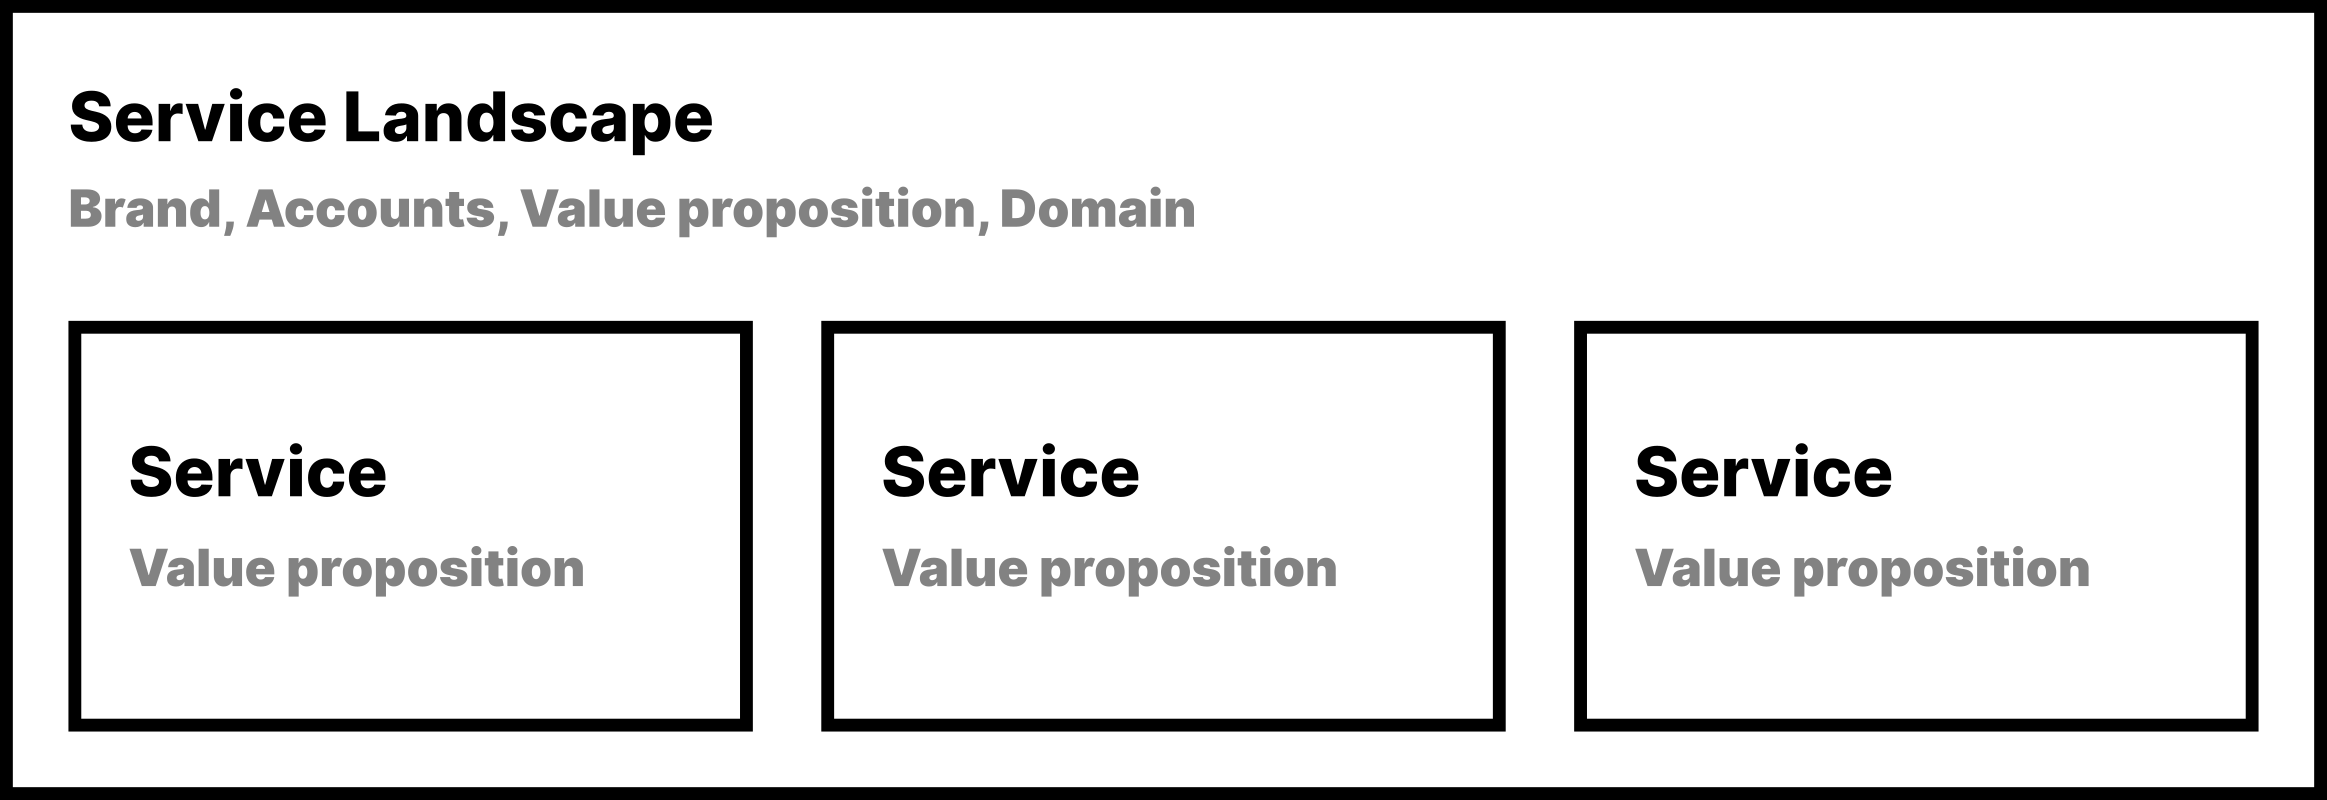 Service Landscape
Brand, Accounts, Value proposition, Domain
Service
Value proposition
Service
Value proposition
Service
Value proposition